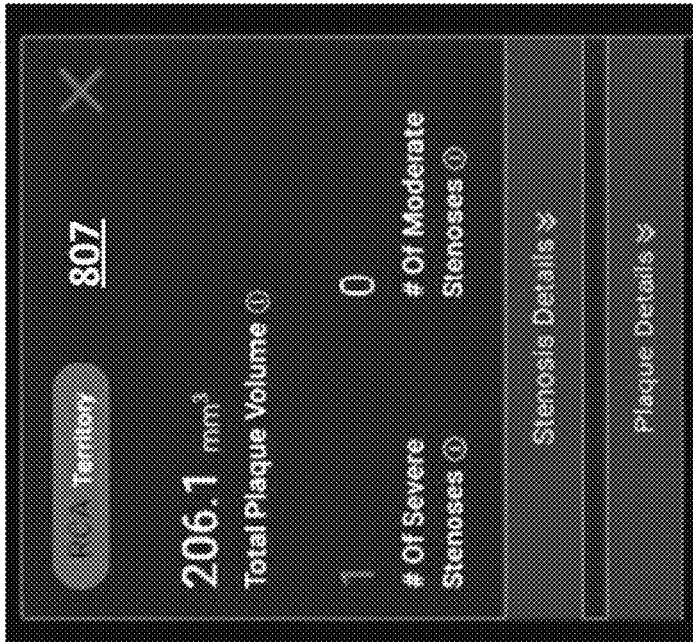 Territory
807
206.1 mm³
Total Plaque Volume ⓘ
1
# Of Severe
Stenoses ⓘ
0
# Of Moderate
Stenoses ⓘ
Stenosis Details
Plaque Details